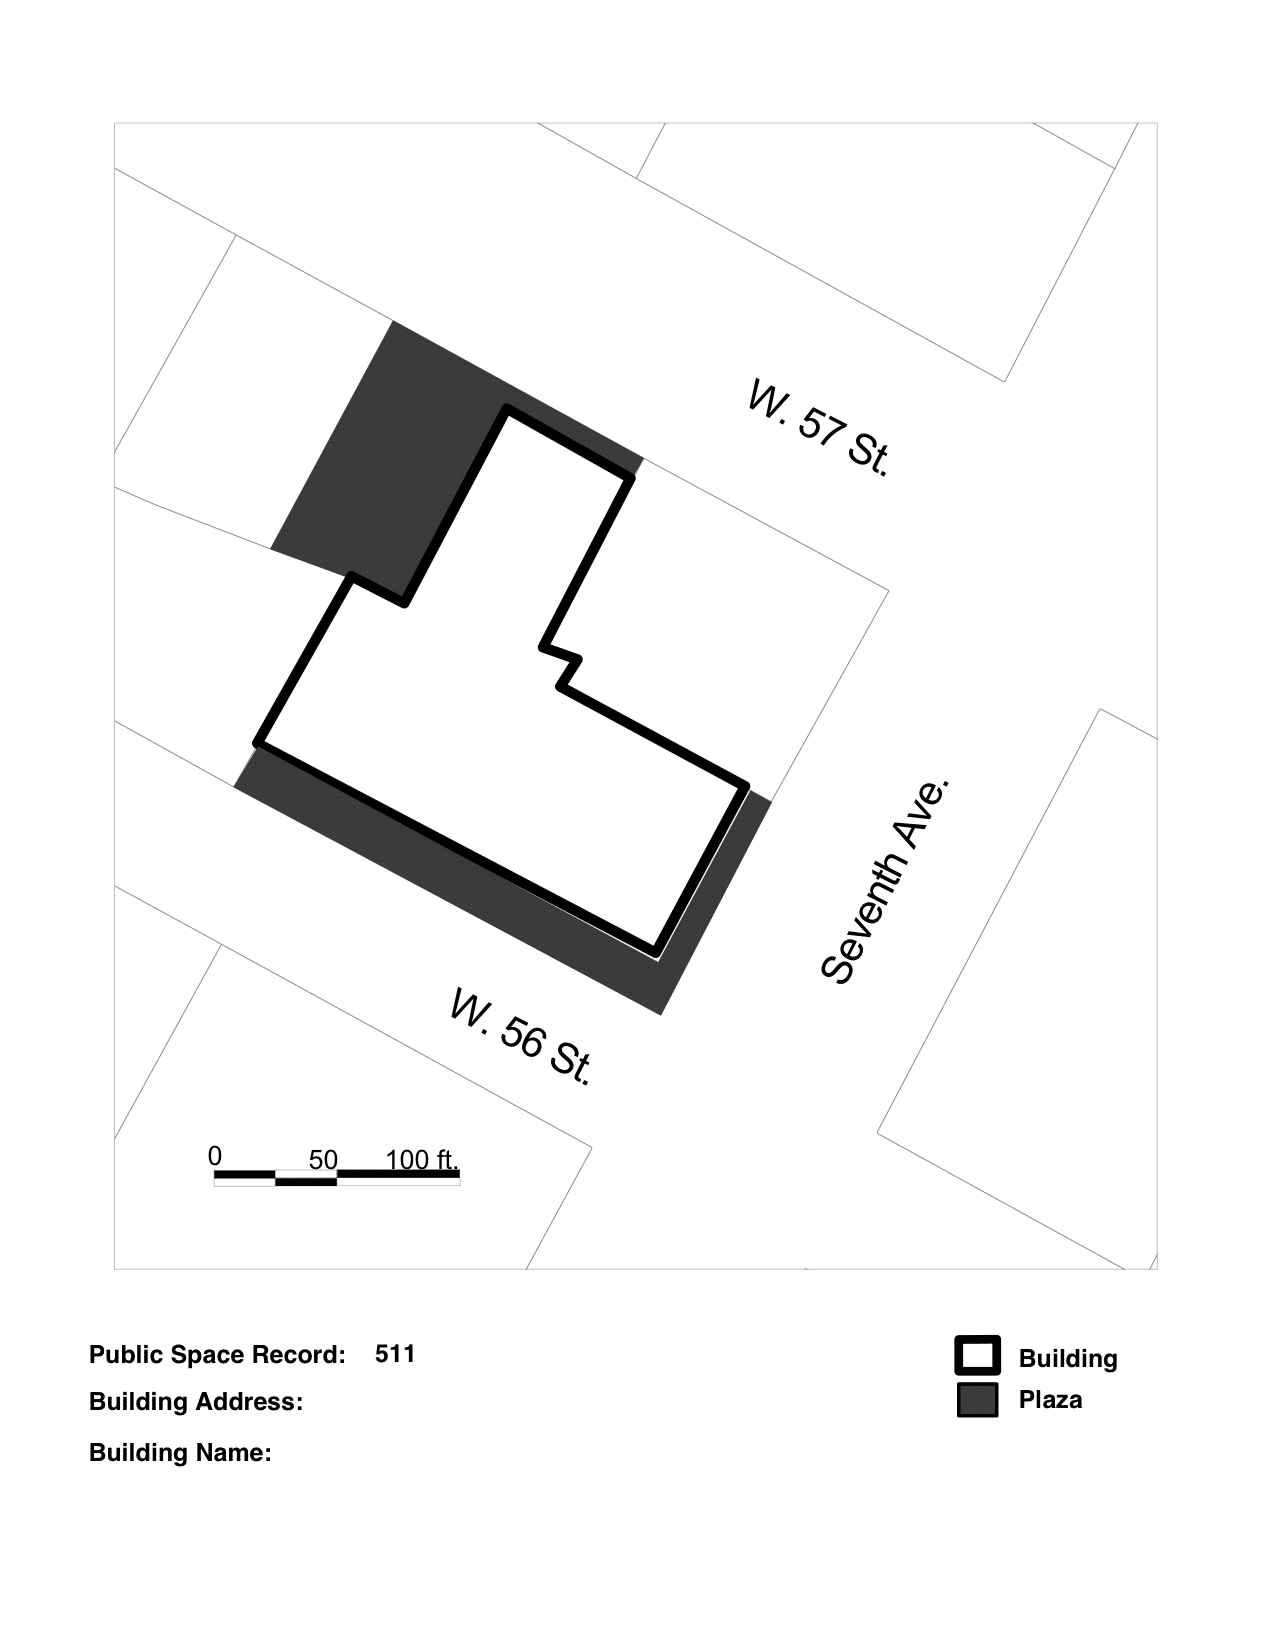 W. 57 St.
Seventh Ave.
W. 56 St.
0 50 100 ft.
Public Space Record: 511
Building Address:
Building Name:
Building
Plaza